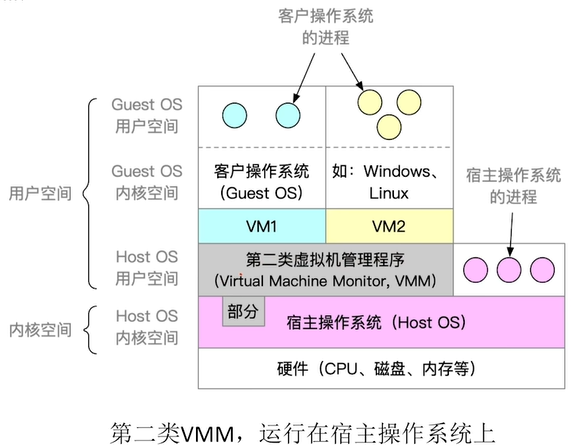 客户操作系统
的进程
Guest OS
用户空间
Guest OS
内核空间
客户操作系统
(Guest OS)
如：Windows、
Linux
宿主操作系统
的进程
用户空间
VM1
VM2
Host OS
用户空间
第二类虚拟机管理程序
(Virtual Machine Monitor, VMM)
内核空间
Host OS
内核空间
部分
宿主操作系统（Host OS）
硬件（CPU、磁盘、内存等）
第二类VMM，运行在宿主操作系统上